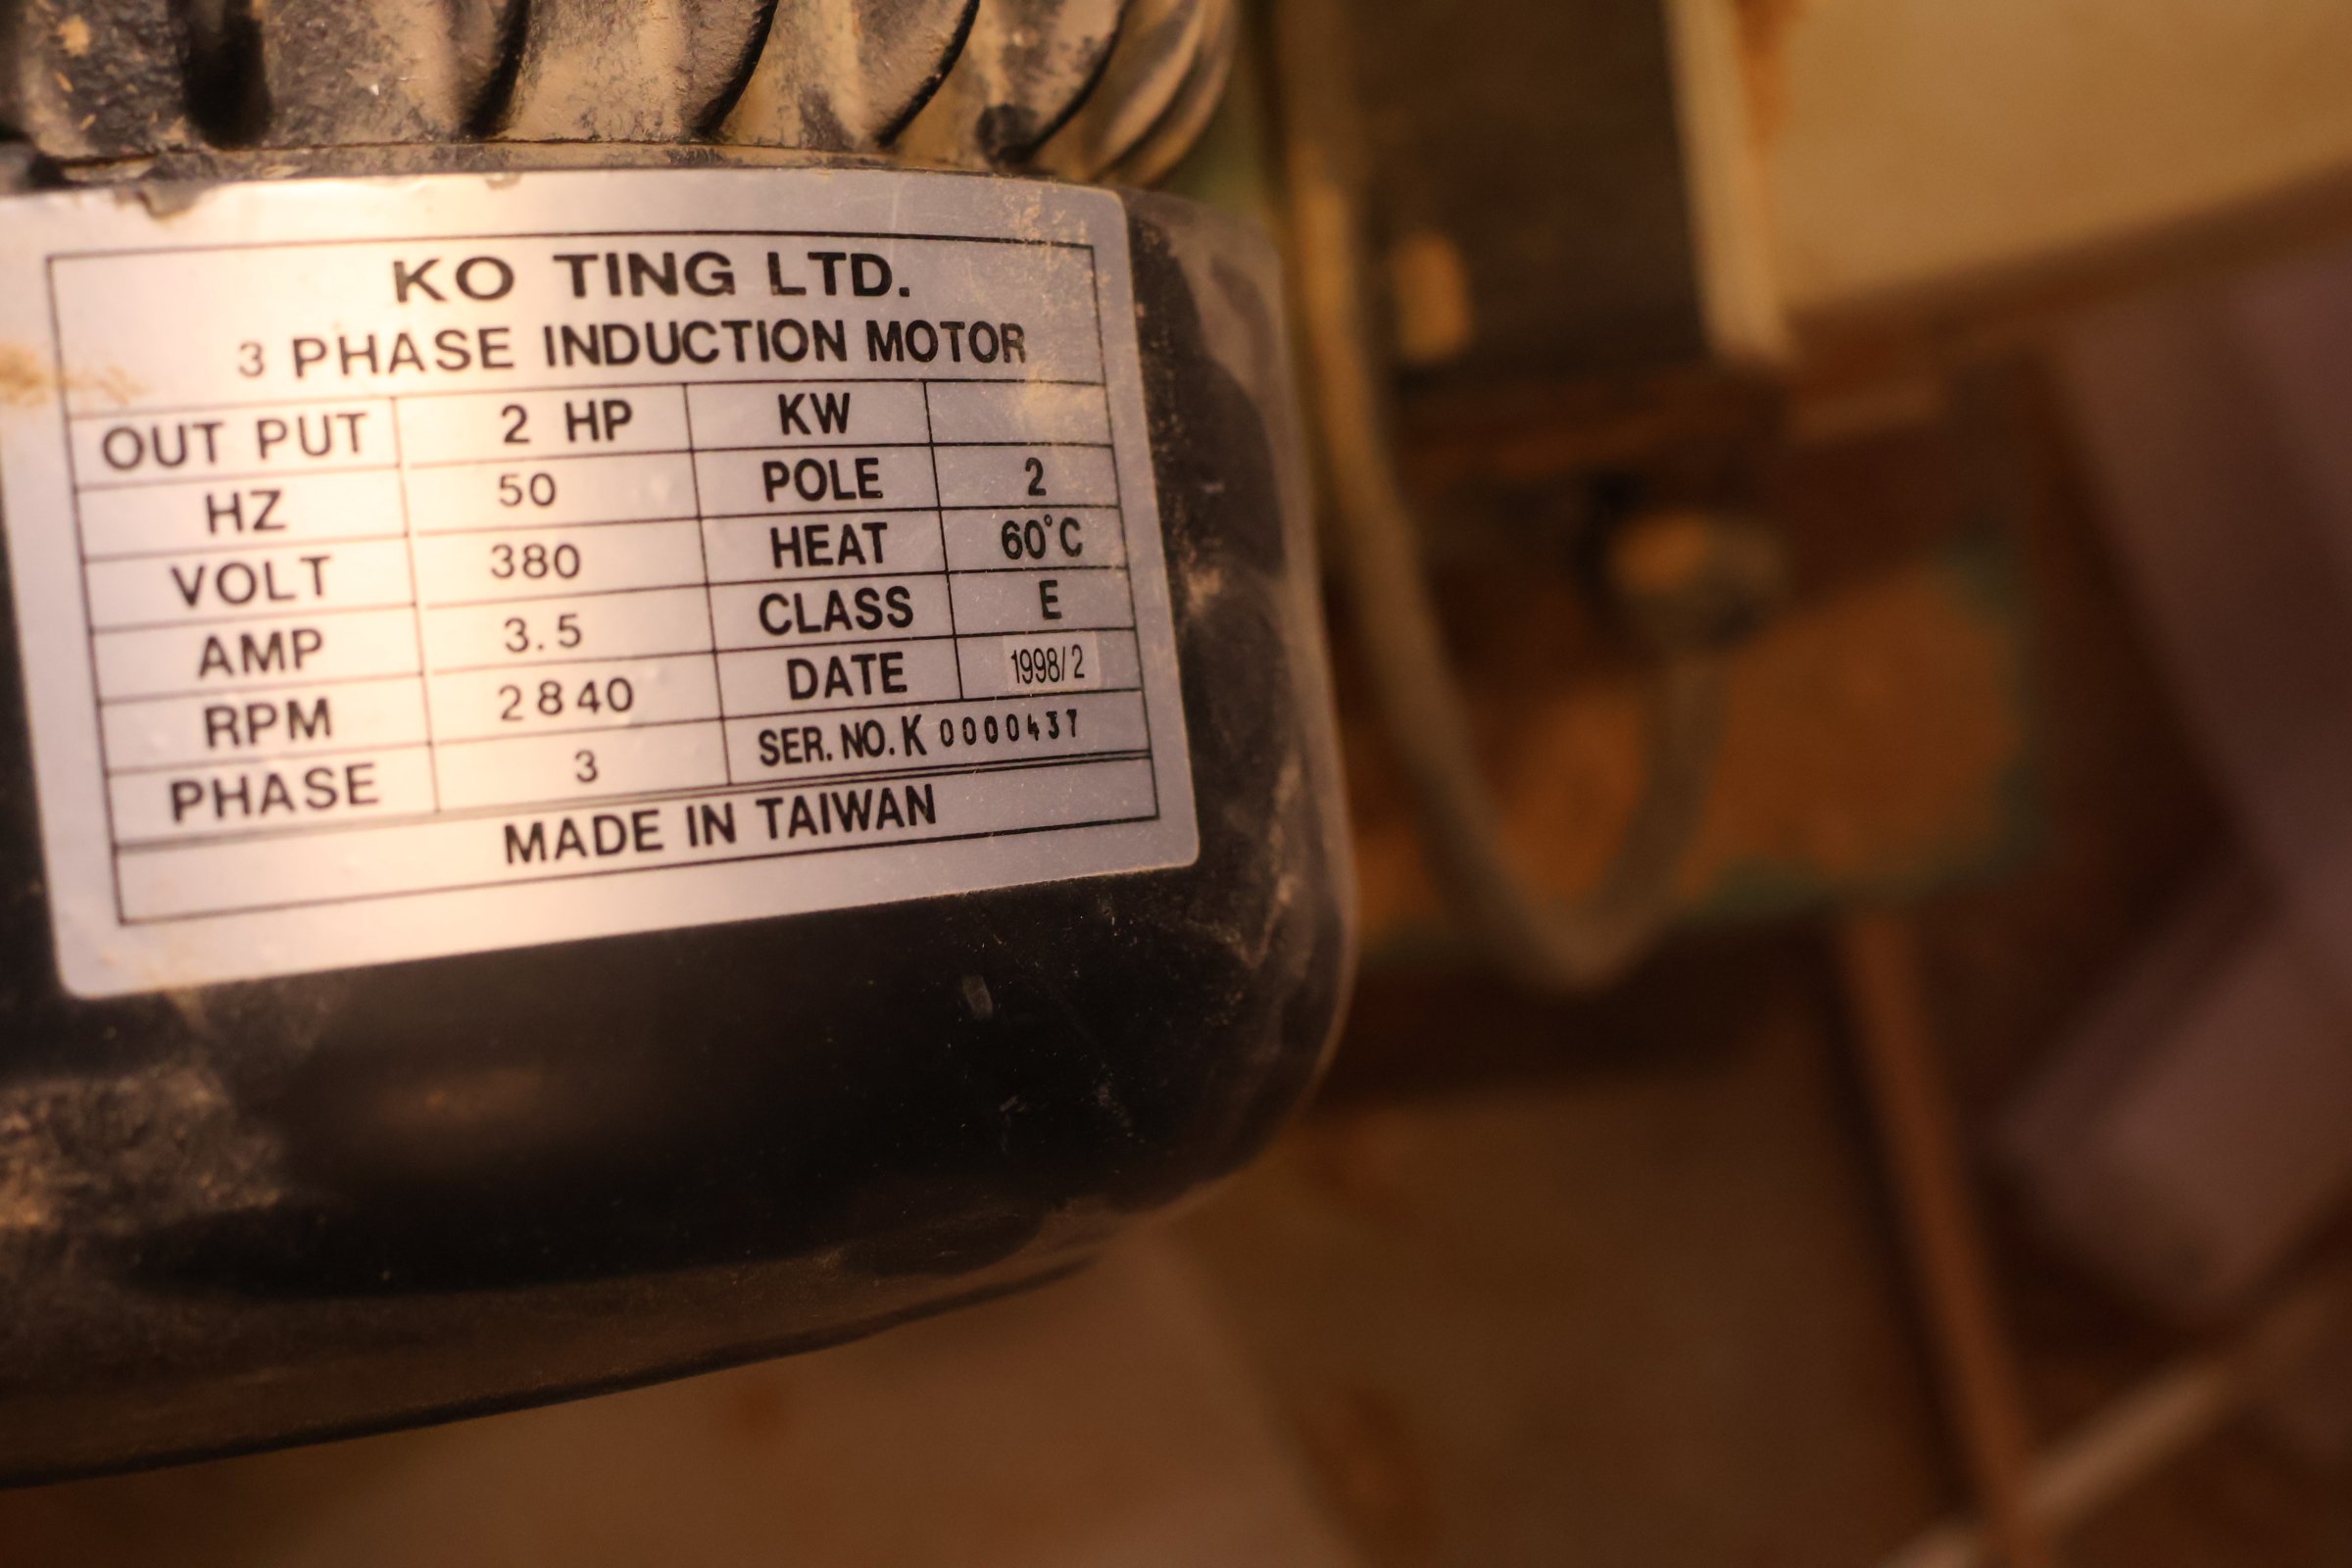 KO TING LTD.
3 PHASE INDUCTION MOTOR
OUT PUT 2 HP KW
HZ 50 POLE 2
VOLT 380 HEAT 60°C
AMP 3.5 CLASS E
RPM 2840 DATE 1998/2
PHASE 3 SER. NO. K 0000437
MADE IN TAIWAN